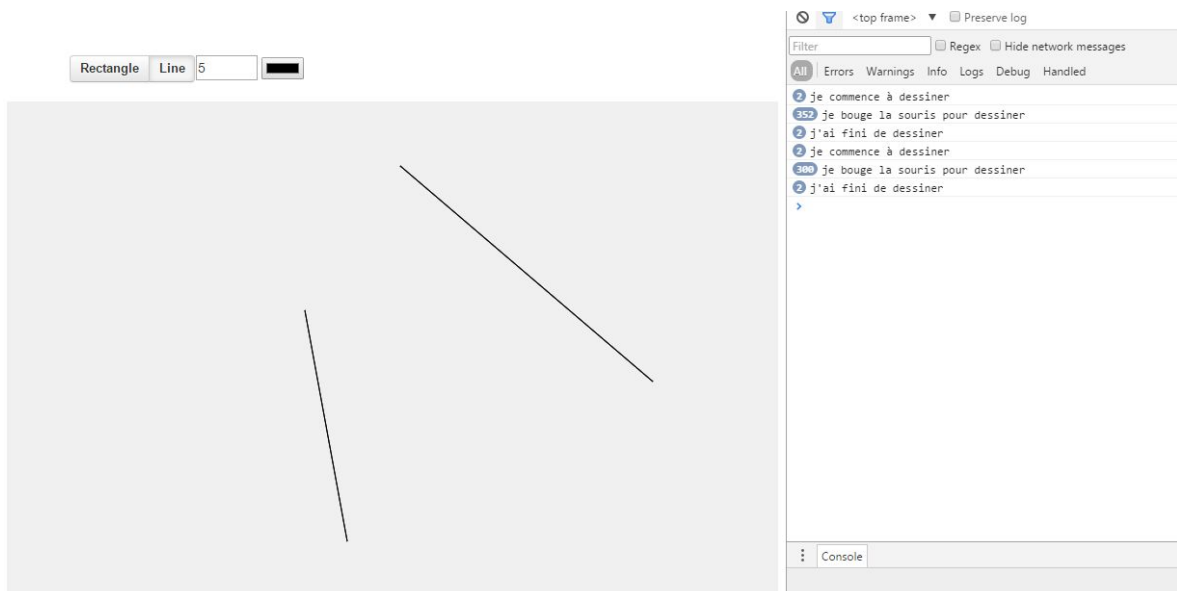 Rectangle Line 5
<top frame> ▼ Preserve log
Filter Regex Hide network messages
All Errors Warnings Info Logs Debug Handled
2 je commence à dessiner
352 je bouge la souris pour dessiner
2 j'ai fini de dessiner
2 je commence à dessiner
300 je bouge la souris pour dessiner
2 j'ai fini de dessiner
>
Console